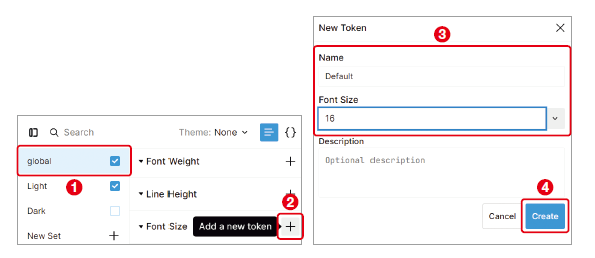 Search
Theme: None
{}
global
Font Weight
+
1
Light
Line Height
+
2
Dark
Font Size
Add a new token
+
New Set
+
New Token
3
Name
Default
Font Size
16
Description
Optional description
4
Cancel
Create